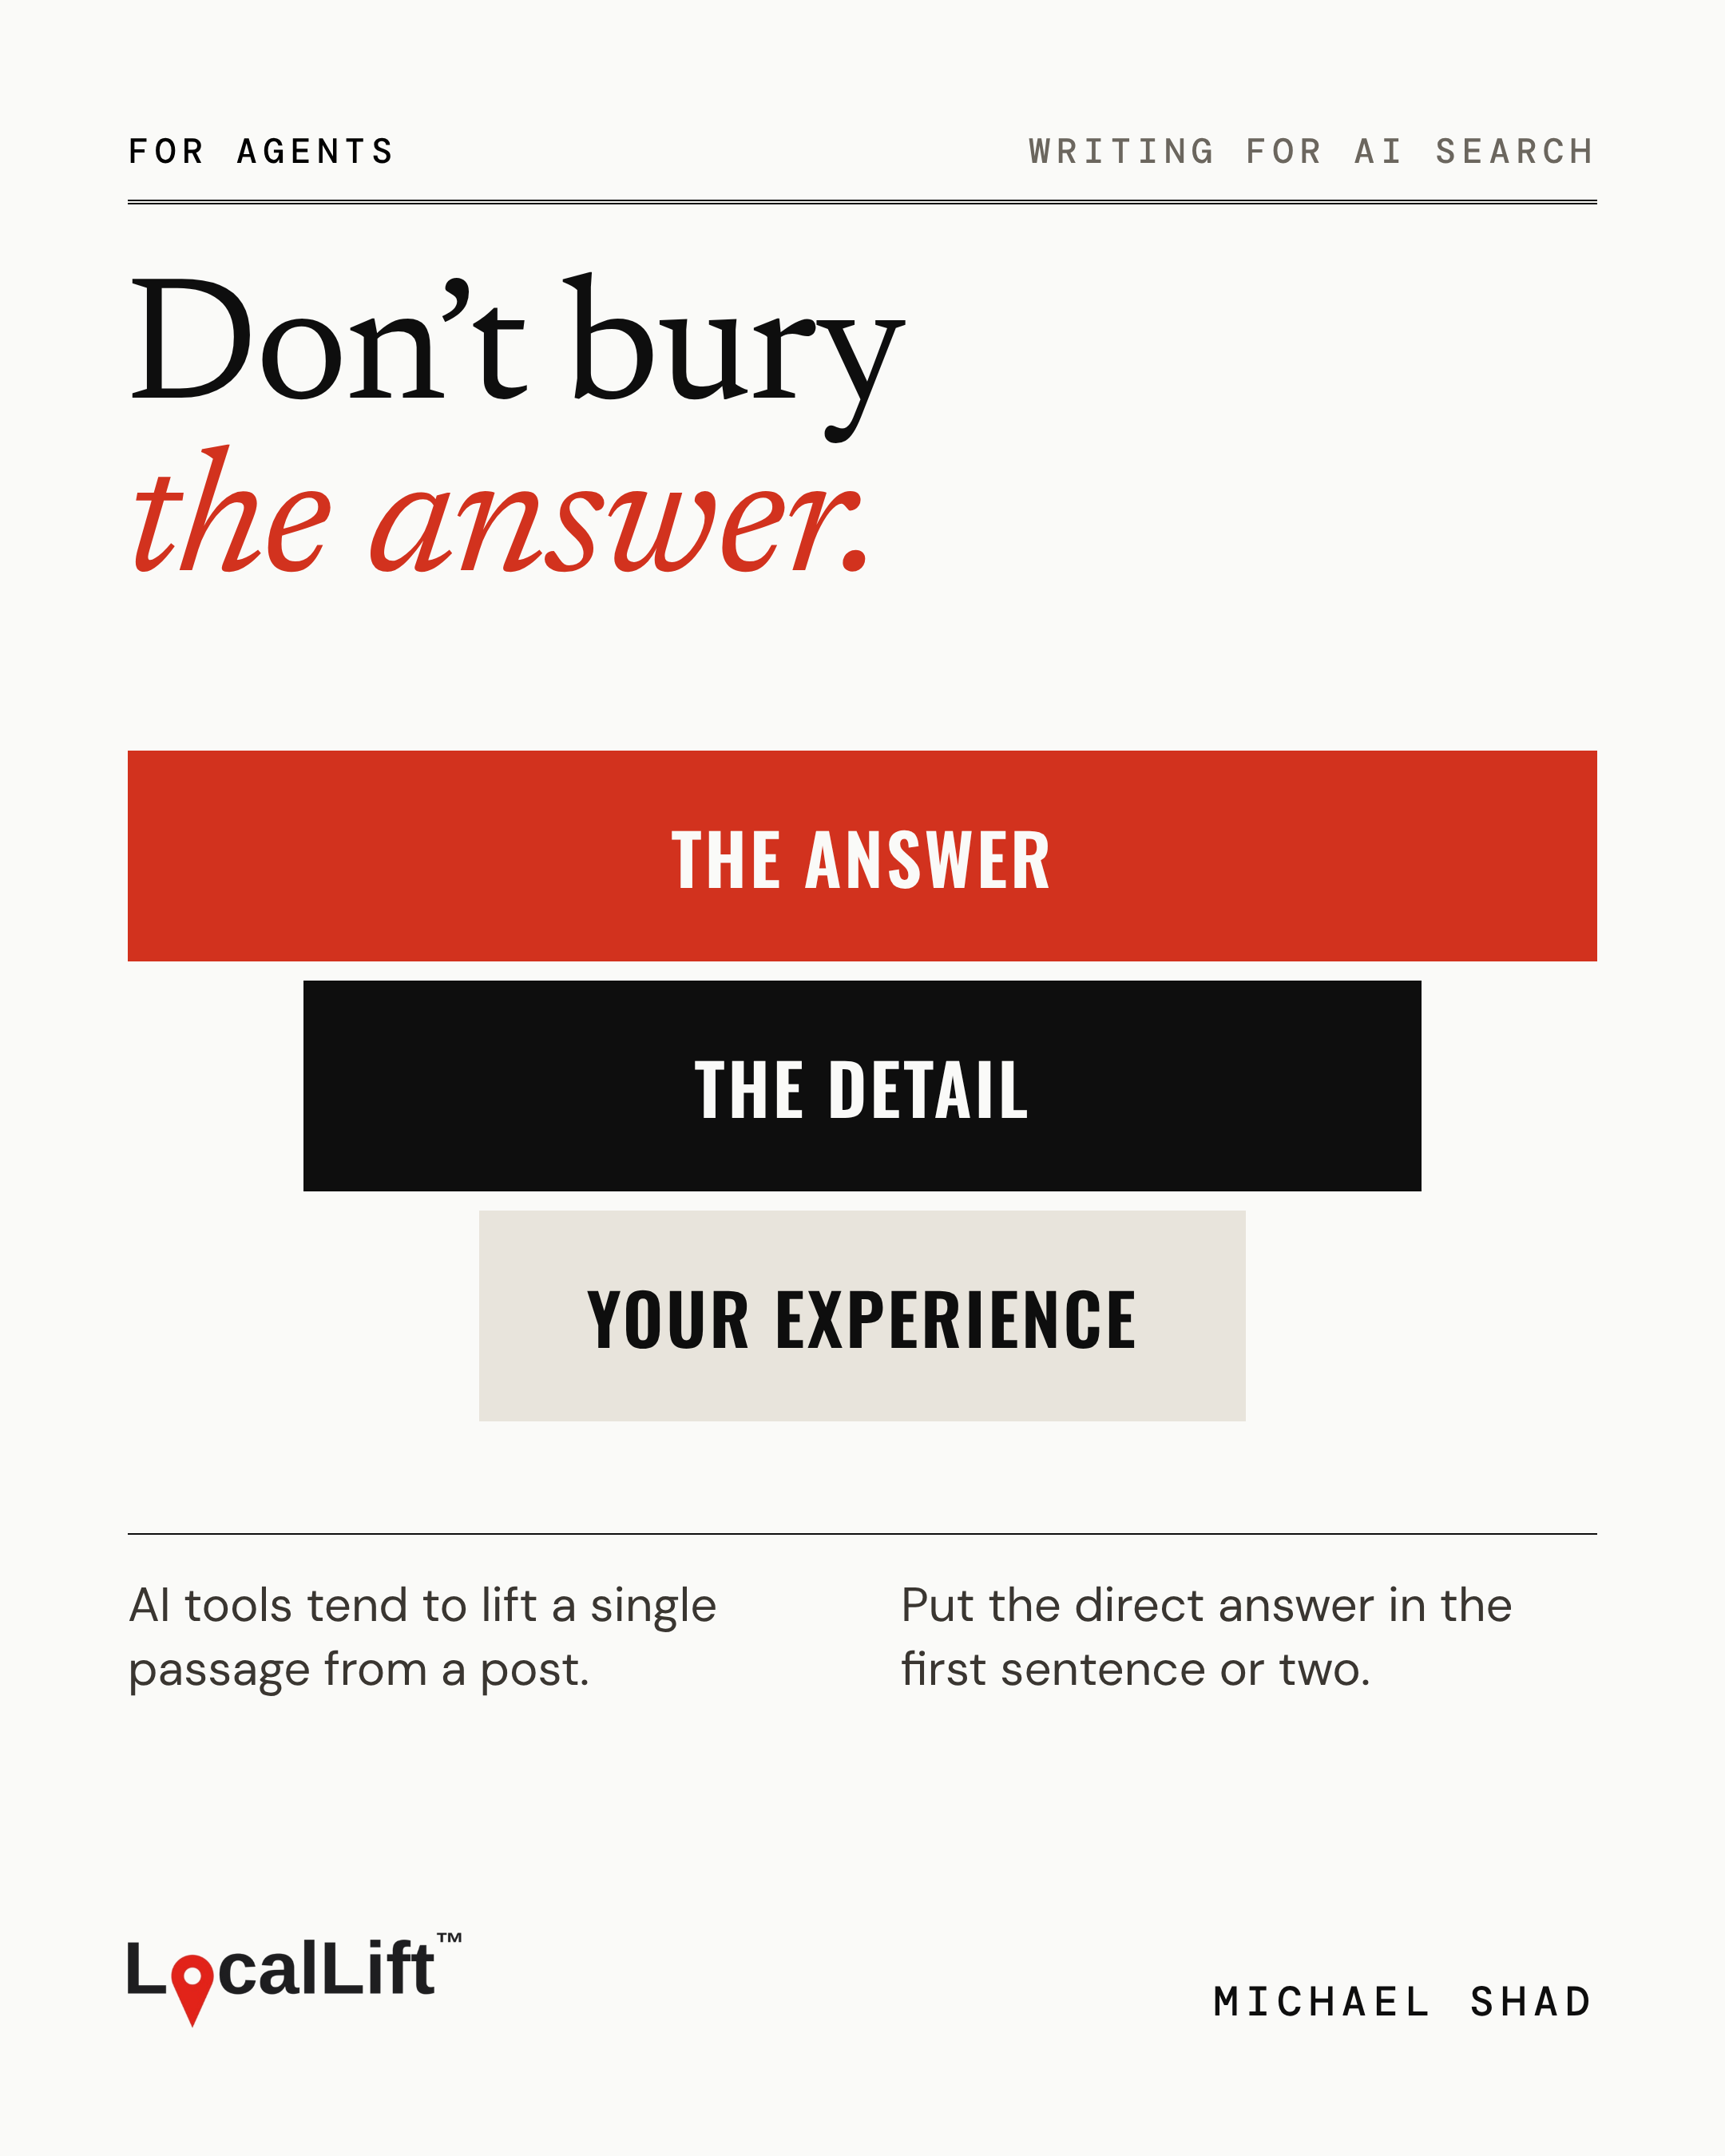 FOR AGENTS
WRITING FOR AI SEARCH
Don’t bury
the answer.
THE ANSWER
THE DETAIL
YOUR EXPERIENCE
AI tools tend to lift a single
passage from a post.
Put the direct answer in the
first sentence or two.
LocalLift™
MICHAEL SHAD